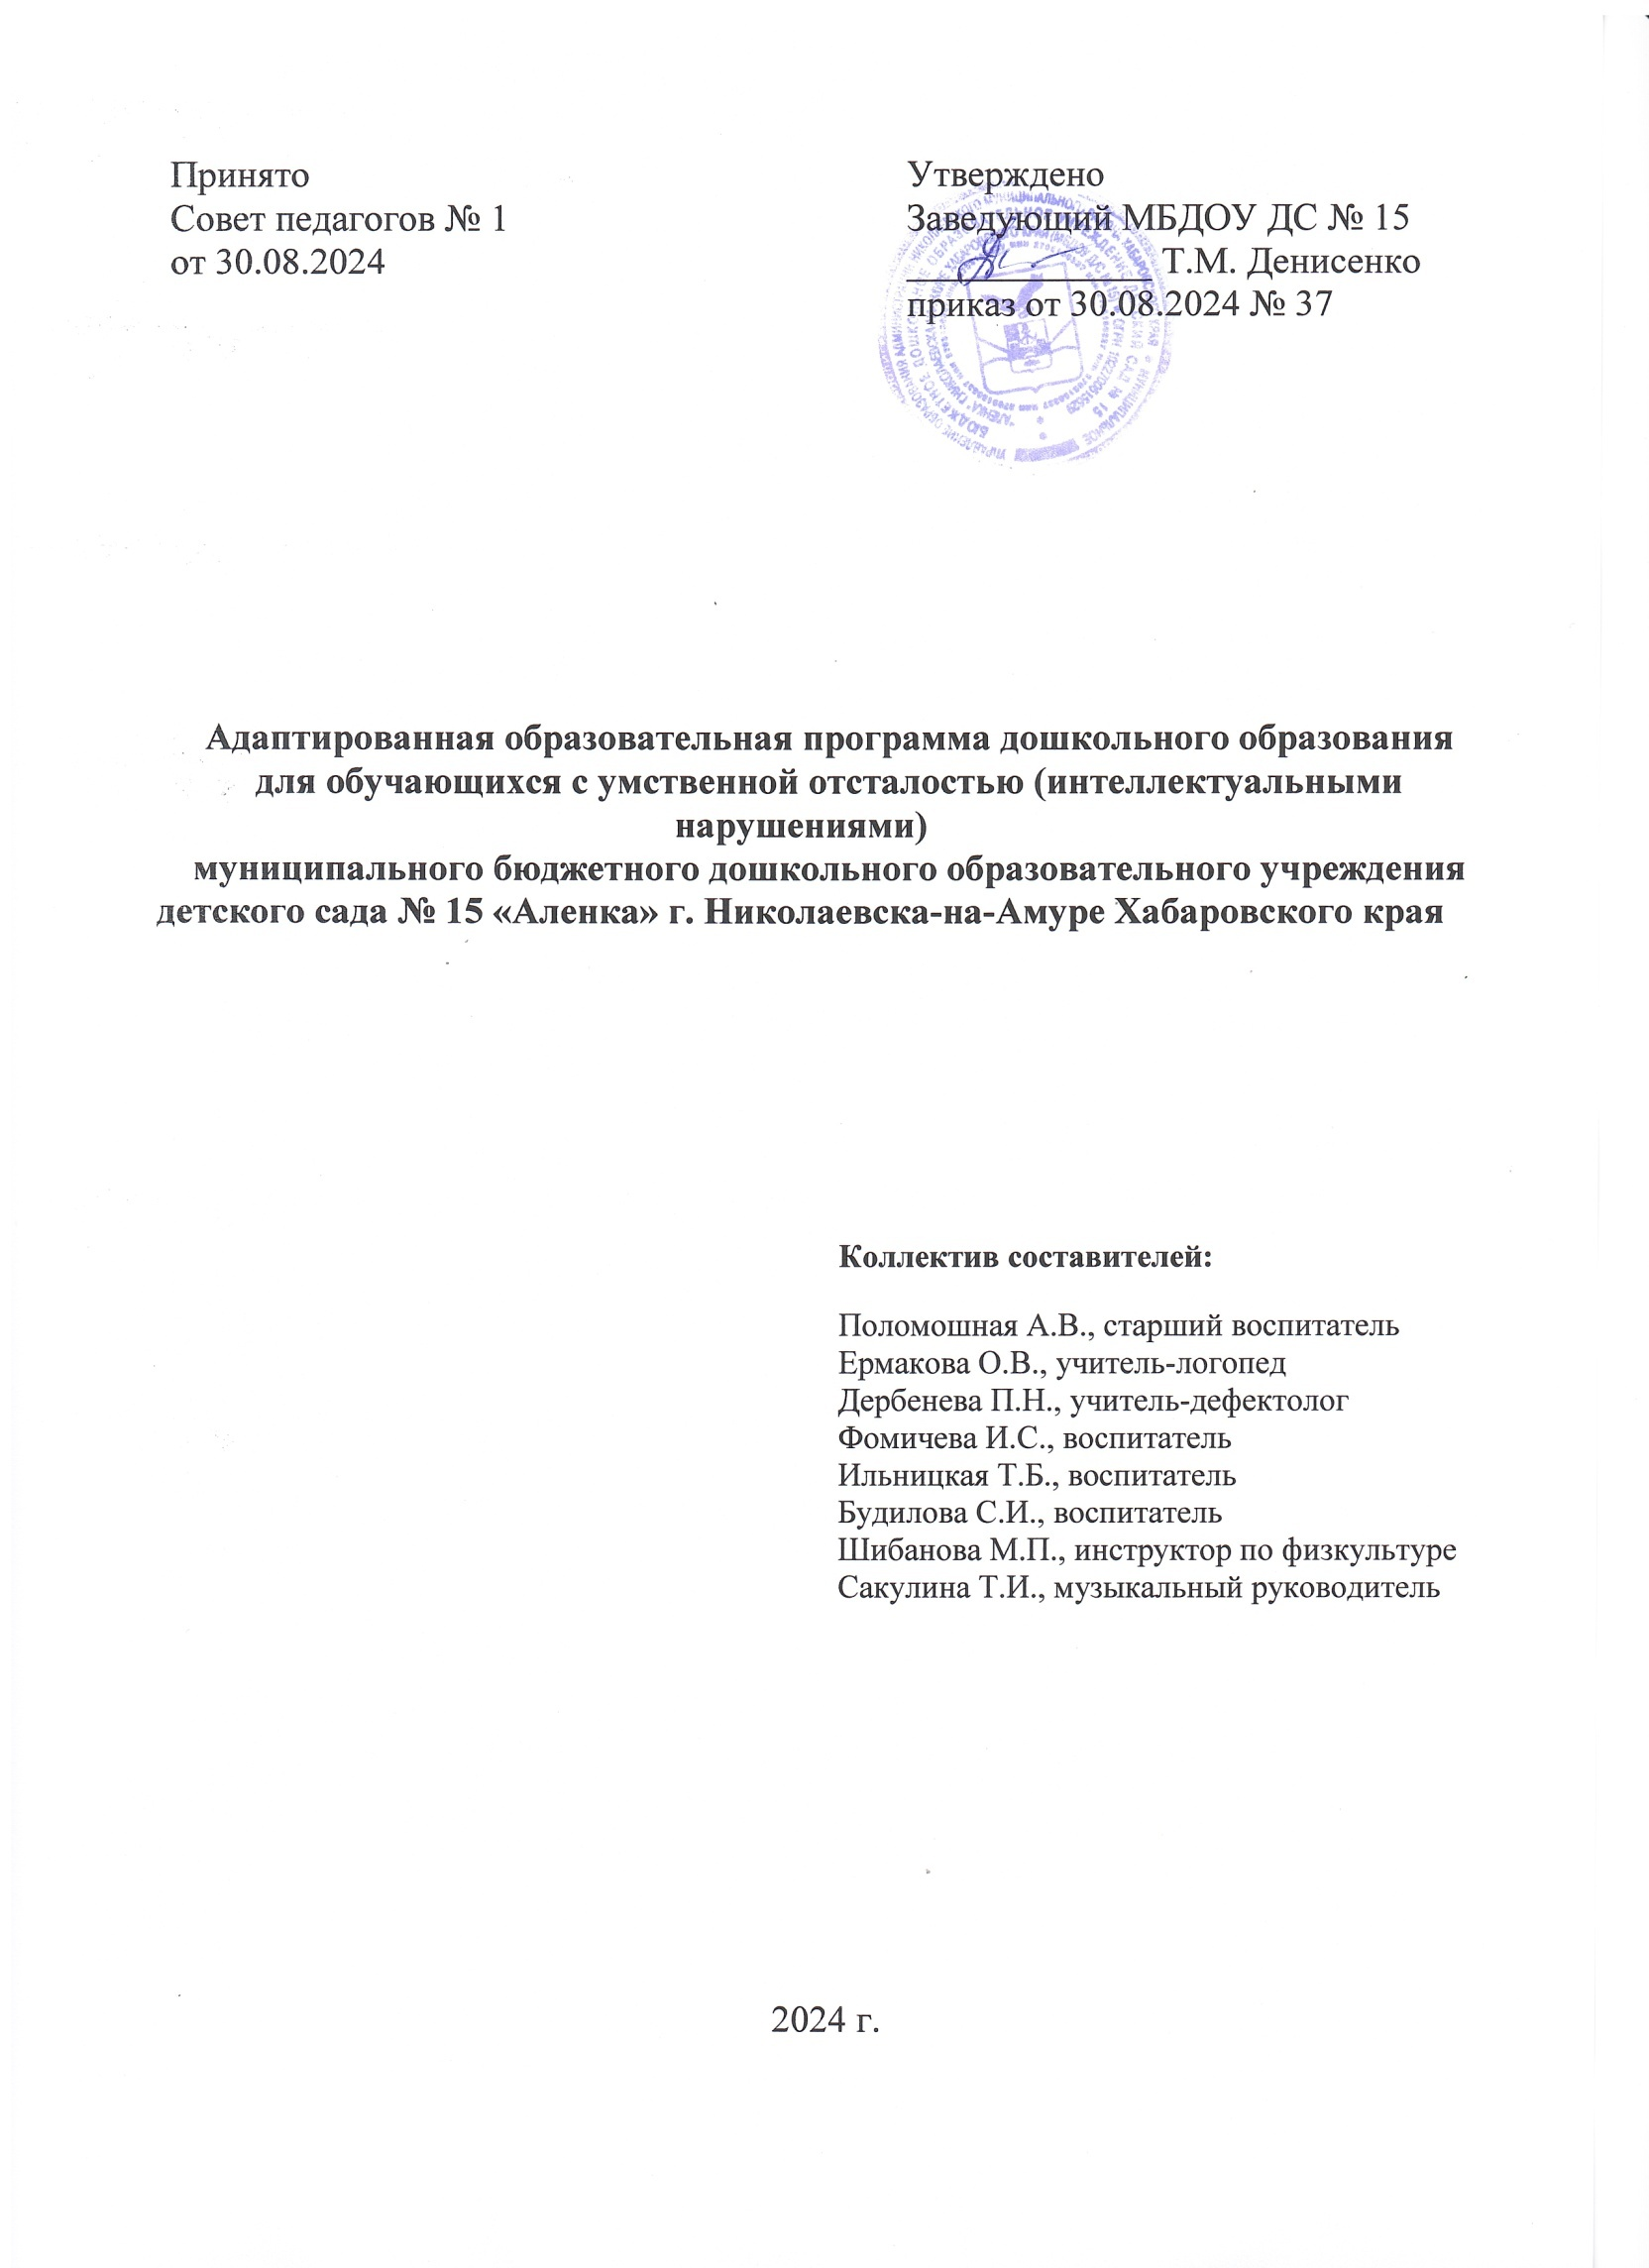 Принято
Совет педагогов № 1
от 30.08.2024
Утверждено
Заведующий МБДОУ ДС № 15
Т.М. Денисенко
приказ от 30.08.2024 № 37
Адаптированная образовательная программа дошкольного образования
для обучающихся с умственной отсталостью (интеллектуальными
нарушениями)
муниципального бюджетного дошкольного образовательного учреждения
детского сада № 15 «Аленка» г. Николаевска-на-Амуре Хабаровского края
Коллектив составителей:
Поломошная А.В., старший воспитатель
Ермакова О.В., учитель-логопед
Дербенева П.Н., учитель-дефектолог
Фомичева И.С., воспитатель
Ильницкая Т.Б., воспитатель
Будилова С.И., воспитатель
Шибанова М.П., инструктор по физкультуре
Сакулина Т.И., музыкальный руководитель
2024 г.